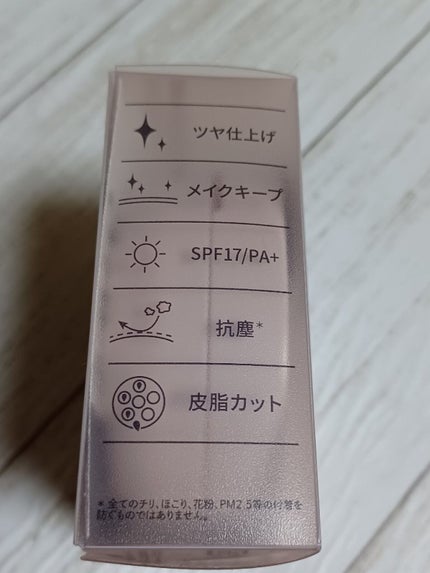 ツヤ仕上げ
メイクキープ
SPF17/PA+
抗塵*
皮脂カット
* 全てのチリ、ほこり、花粉、PM2.5等の付着を
防ぐものではありません。